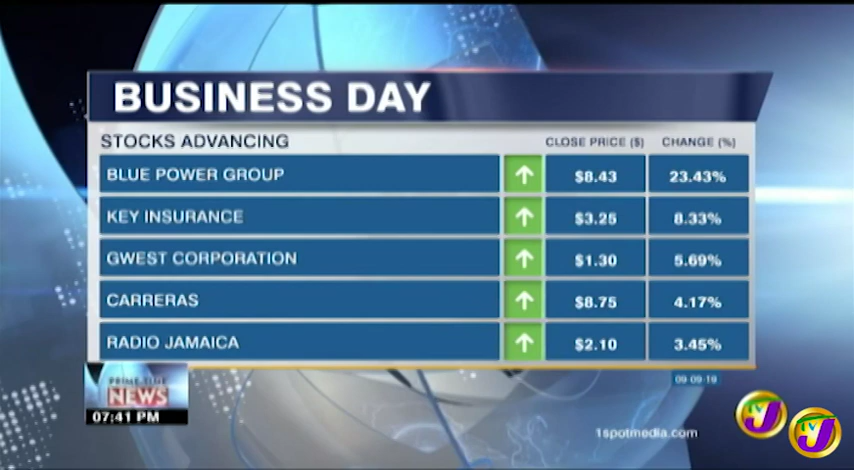 BUSINESS DAY
STOCKS ADVANCING CLOSE PRICE ($) CHANGE (%)
BLUE POWER GROUP $8.43 23.43%
KEY INSURANCE $3.25 8.33%
GWEST CORPORATION $1.30 5.69%
CARRERAS $8.75 4.17%
RADIO JAMAICA $2.10 3.45%
PRIME TIME
NEWS
07:41 PM
09-09-19
1spotmedia.com
TVJ
TVJ